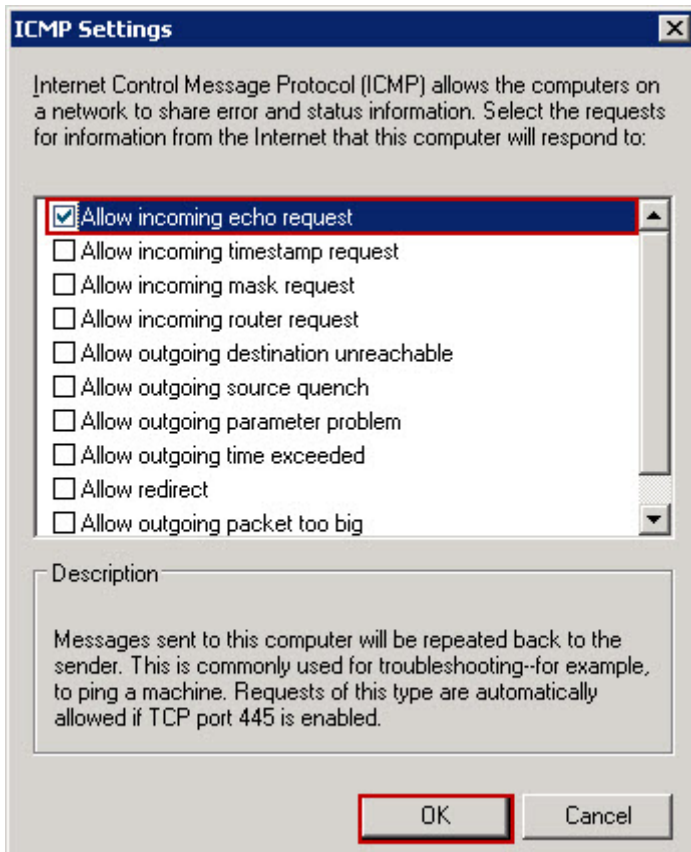 ICMP Settings
Internet Control Message Protocol (ICMP) allows the computers on
a network to share error and status information. Select the requests
for information from the Internet that this computer will respond to:
Allow incoming echo request
Allow incoming timestamp request
Allow incoming mask request
Allow incoming router request
Allow outgoing destination unreachable
Allow outgoing source quench
Allow outgoing parameter problem
Allow outgoing time exceeded
Allow redirect
Allow outgoing packet too big
Description
Messages sent to this computer will be repeated back to the
sender. This is commonly used for troubleshooting--for example,
to ping a machine. Requests of this type are automatically
allowed if TCP port 445 is enabled.
OK Cancel